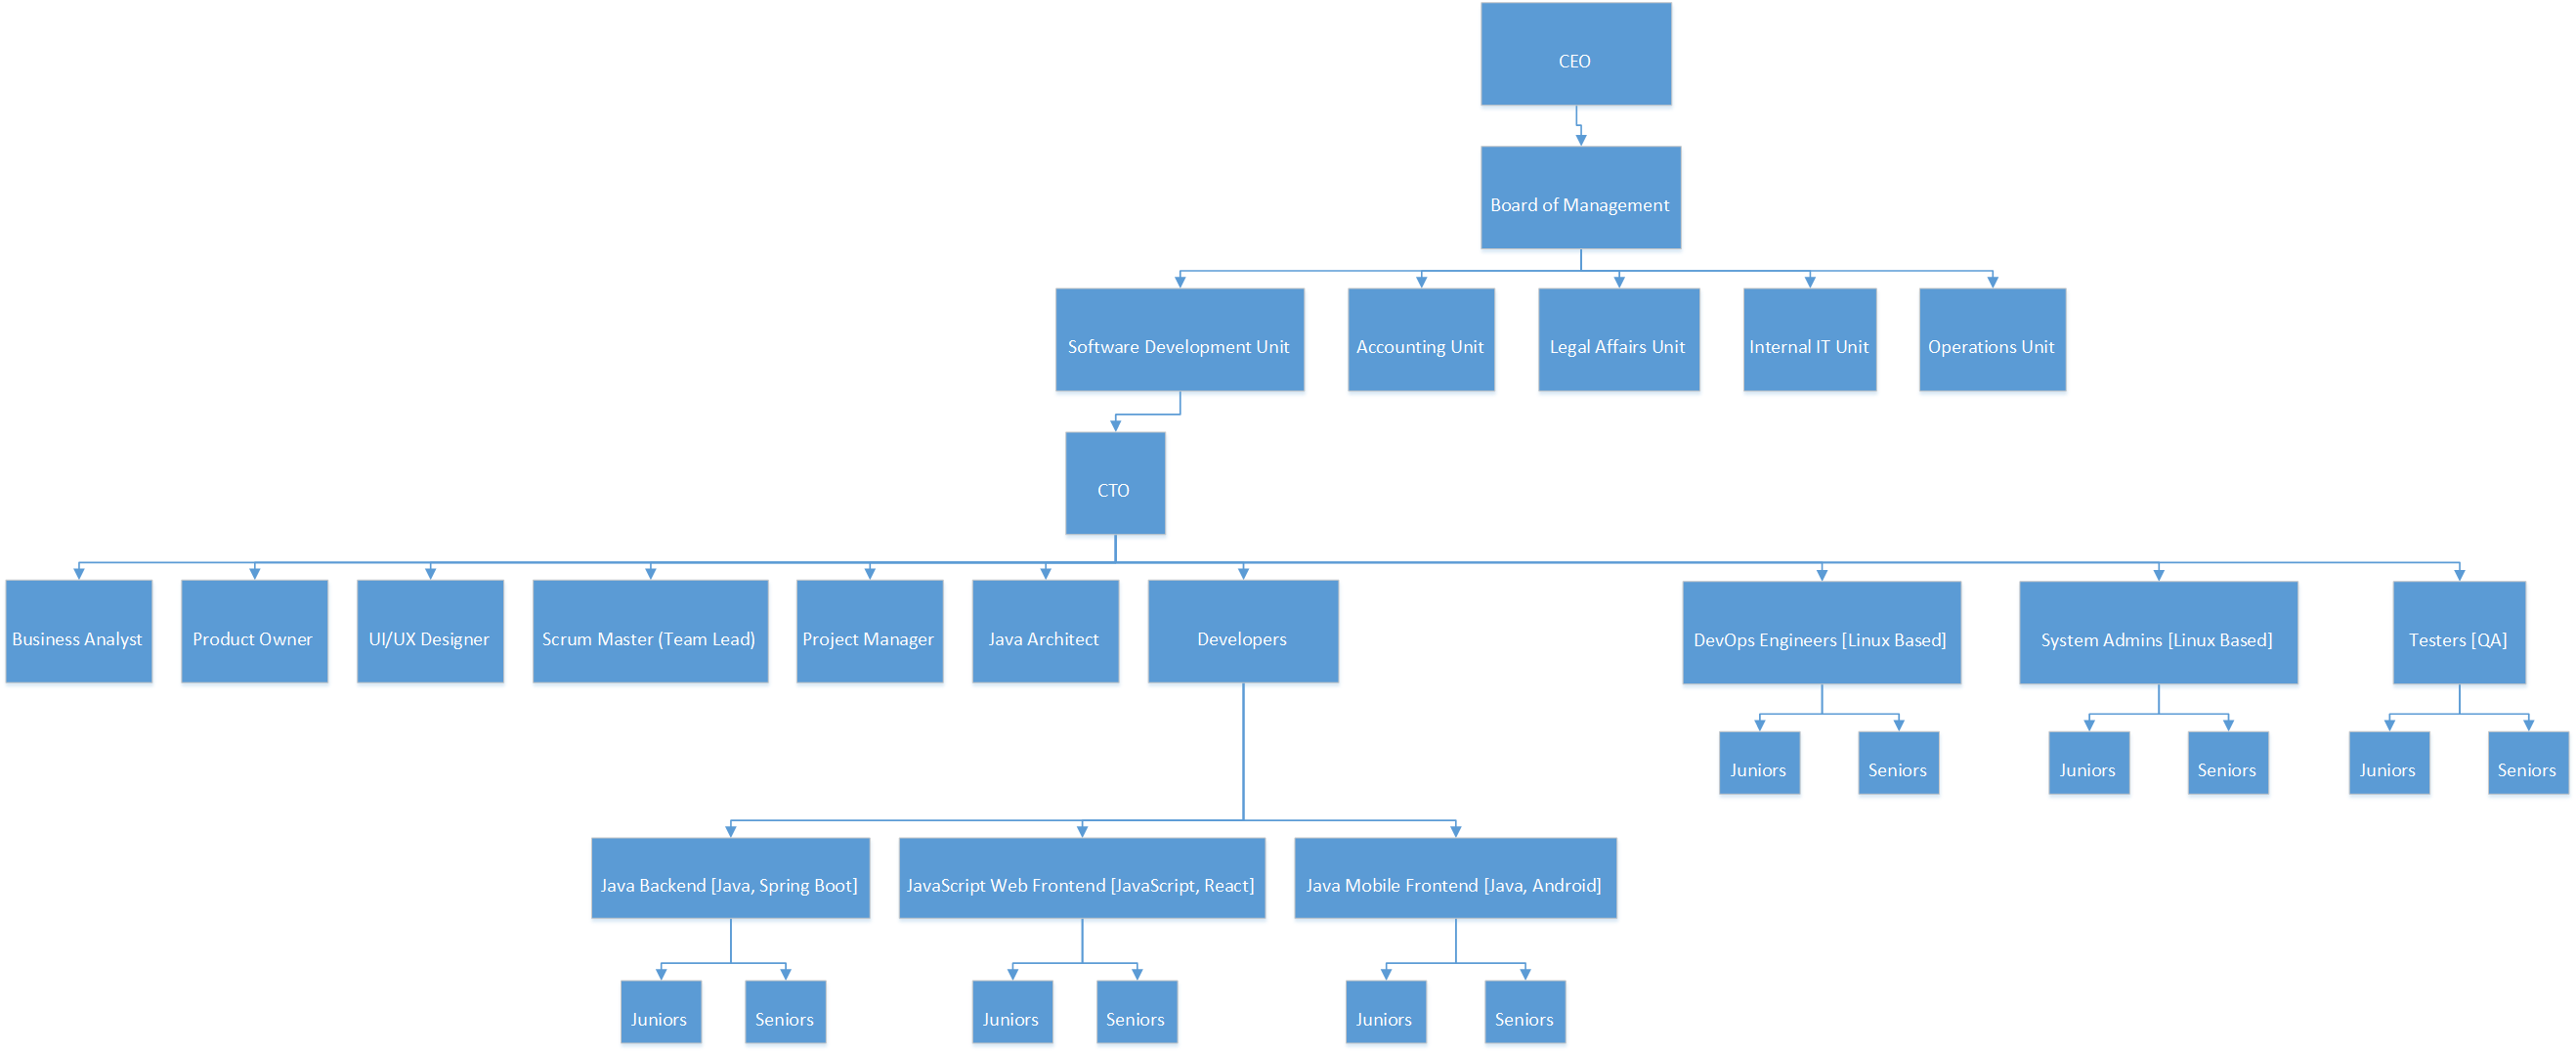 CEO
Board of Management
Software Development Unit
Accounting Unit
Legal Affairs Unit
Internal IT Unit
Operations Unit
CTO
Business Analyst
Product Owner
UI/UX Designer
Scrum Master (Team Lead)
Project Manager
Java Architect
Developers
DevOps Engineers [Linux Based]
System Admins [Linux Based]
Testers [QA]
Juniors
Seniors
Juniors
Seniors
Juniors
Seniors
Java Backend [Java, Spring Boot]
JavaScript Web Frontend [JavaScript, React]
Java Mobile Frontend [Java, Android]
Juniors
Seniors
Juniors
Seniors
Juniors
Seniors